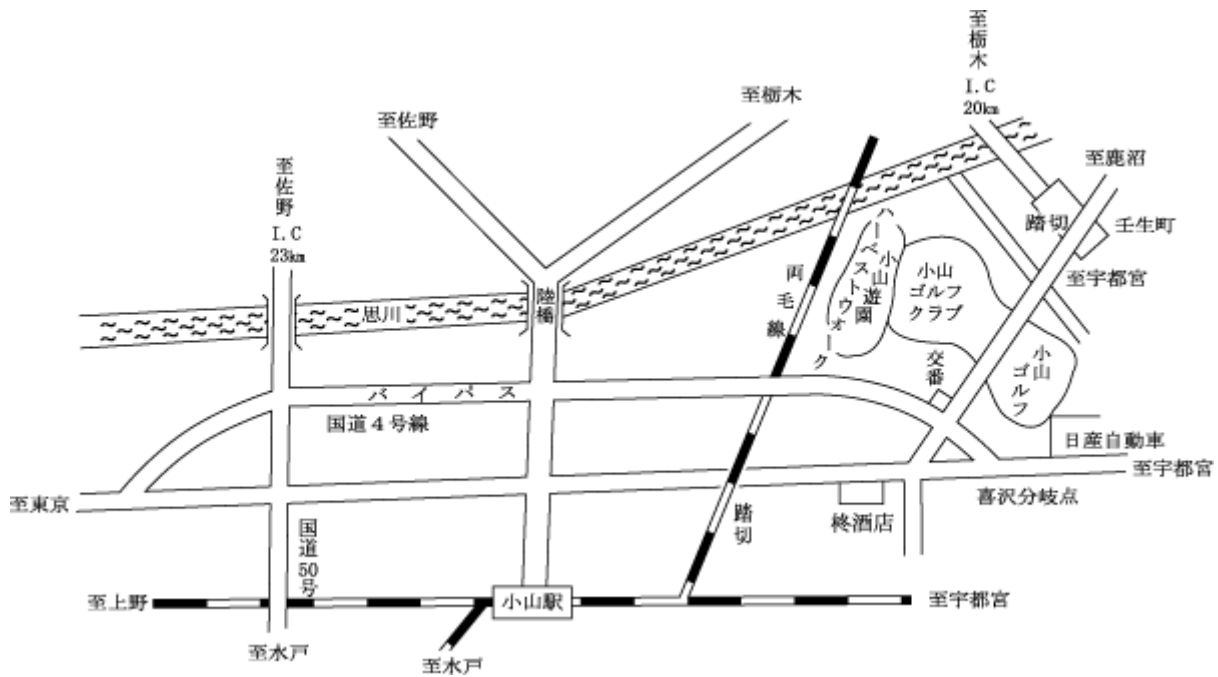 至栃木
I.C
20km
至栃木
至佐野
至鹿沼
至佐野
I.C
23km
踏切
壬生町
至宇都宮
ハーベストウオーク
小山遊園
小山
ゴルフ
クラブ
両毛線
陸橋
思川
小山
ゴルフ
交番
バイパス
国道4号線
日産自動車
至宇都宮
至東京
喜沢分岐点
柊酒店
踏切
国道50号
至上野
小山駅
至宇都宮
至水戸
至水戸